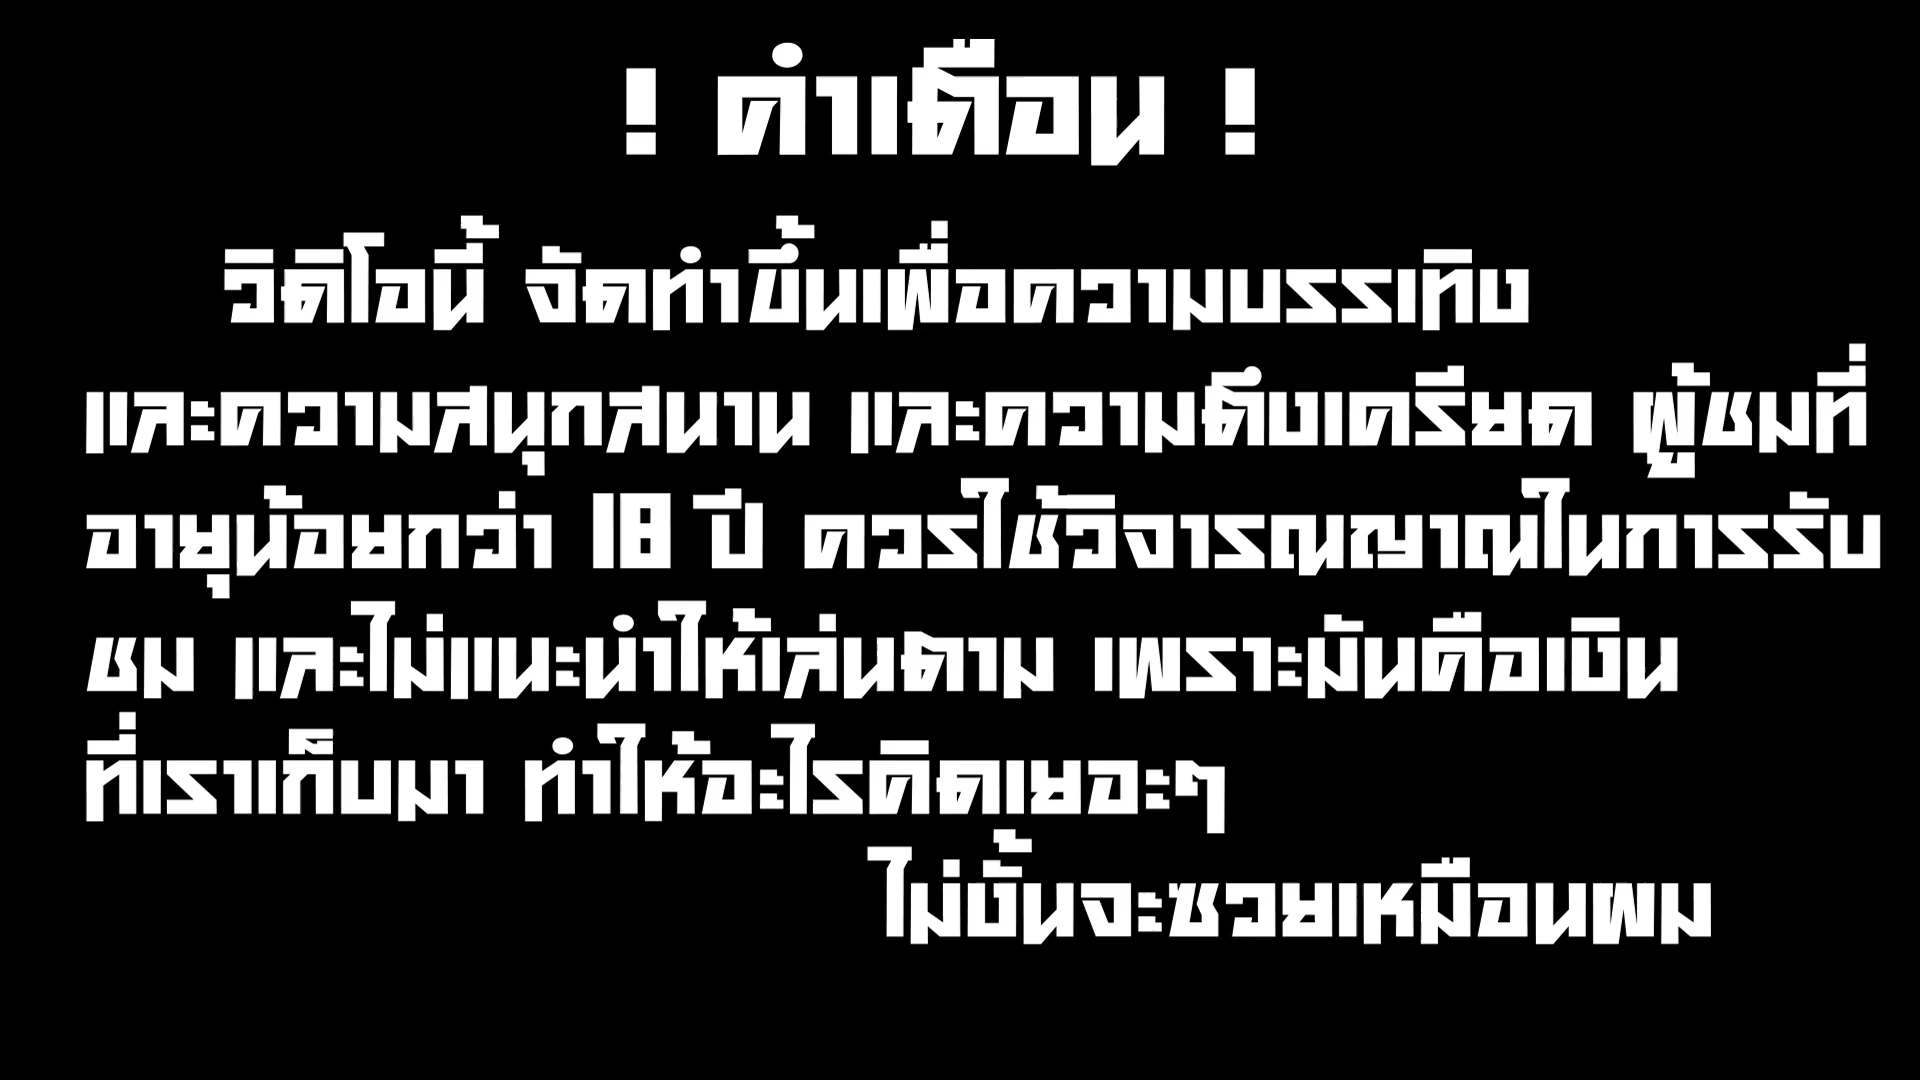 ! คำเตือน !
วิดิโอนี้ จัดทำขึ้นเพื่อความบรรเทิง
และความสนุกสนาน และความตึงเครียด ผู้ชมที่
อายุน้อยกว่า 18 ปี ควรใช้วิจารณญาณในการรับ
ชม และไม่แนะนำให้เล่นตาม เพราะมันคือเงิน
ที่เราเก็บมา ทำให้อะไรคิดเยอะๆ
ไม่งั้นจะซวยเหมือนผม